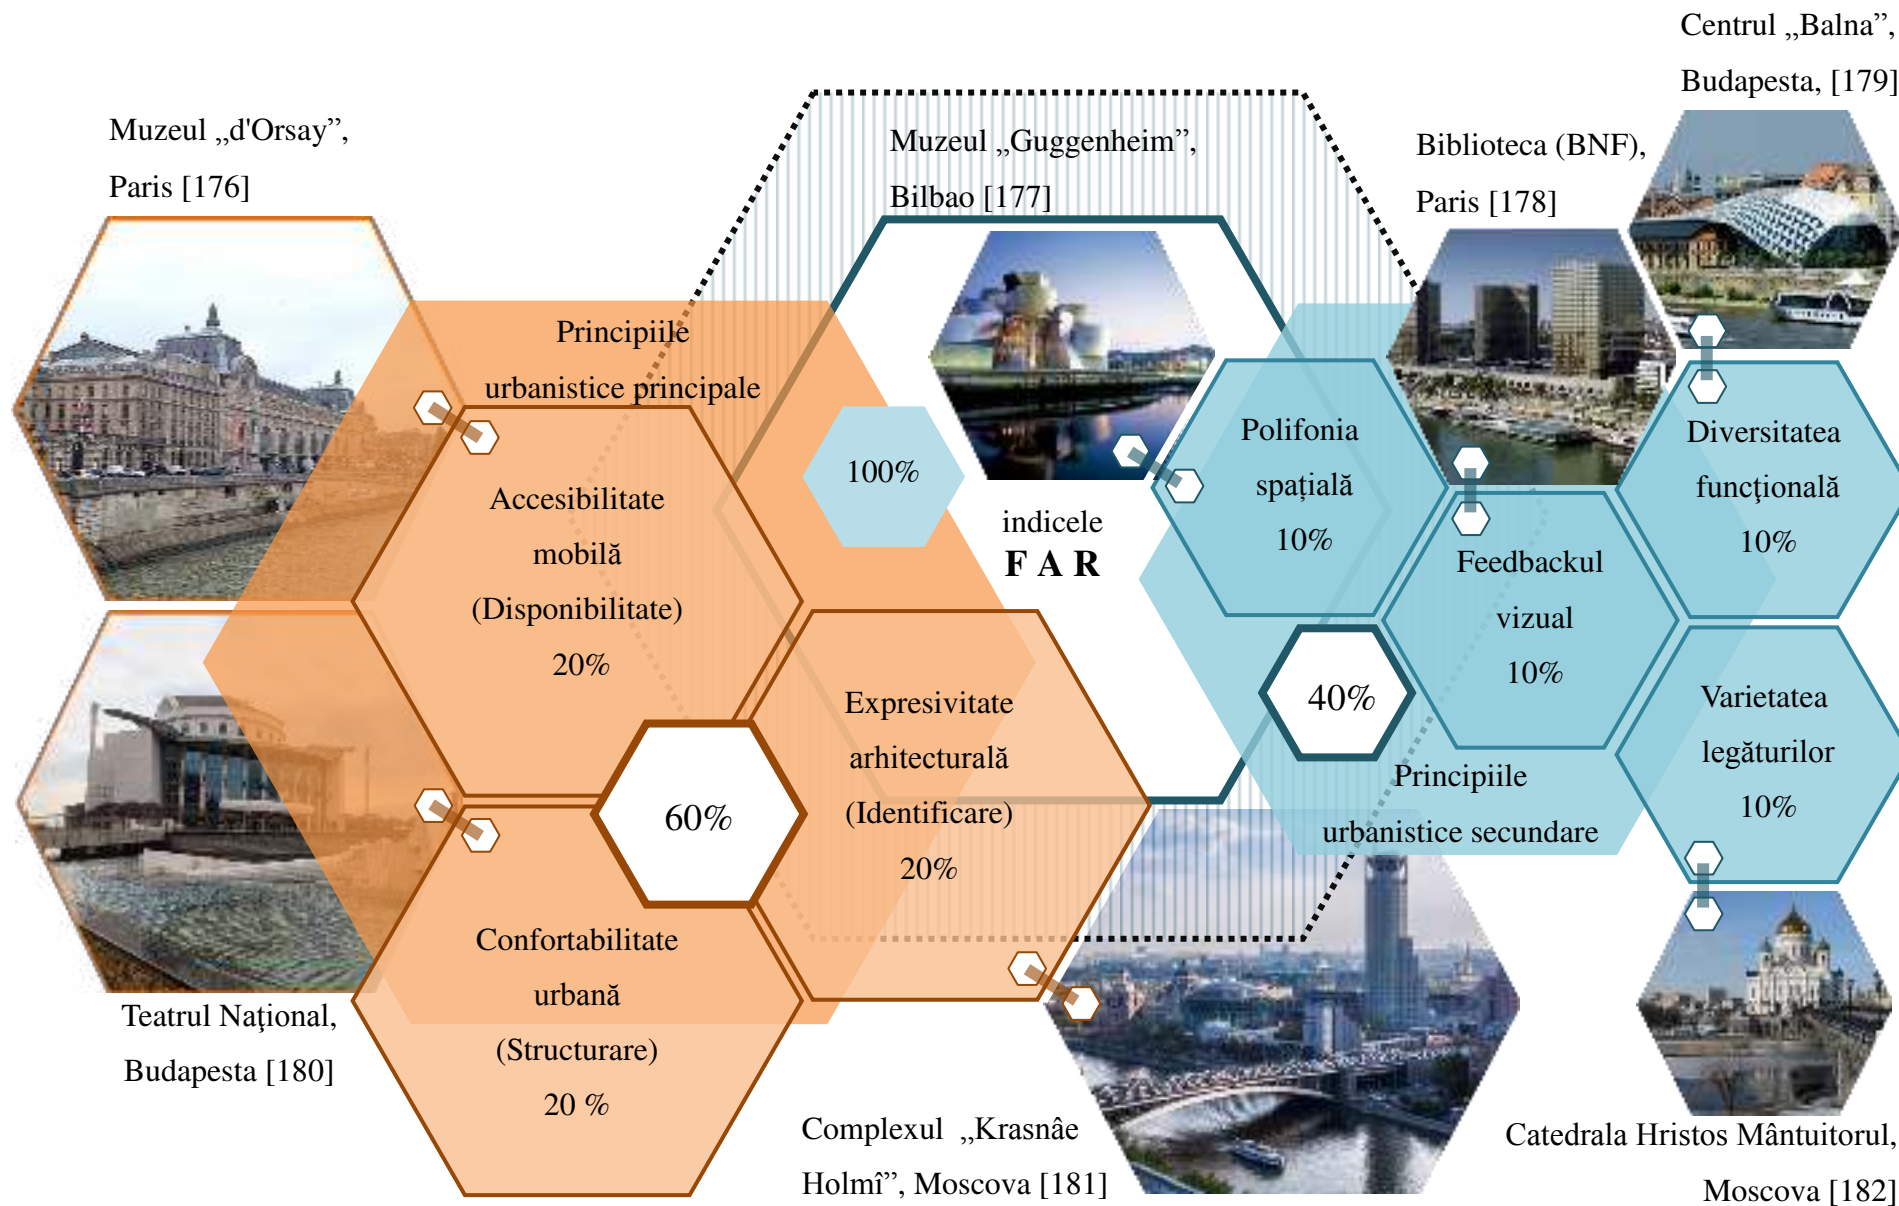 Centrul „Balna”,
Budapesta, [179]
Muzeul „d'Orsay”,
Paris [176]
Muzeul „Guggenheim”,
Bilbao [177]
Biblioteca (BNF),
Paris [178]
Principiile
urbanistice principale
100%
Accesibilitate
mobilă
(Disponibilitate)
20%
indicele
F A R
Polifonia
spațială
10%
Feedbackul
vizual
10%
Diversitatea
funcţională
10%
Varietatea
legăturilor
10%
40%
Principiile
urbanistice secundare
60%
Expresivitate
arhitecturală
(Identificare)
20%
Confortabilitate
urbană
(Structurare)
20 %
Teatrul Naţional,
Budapesta [180]
Complexul „Krasnâe
Holmî”, Moscova [181]
Catedrala Hristos Mântuitorul,
Moscova [182]